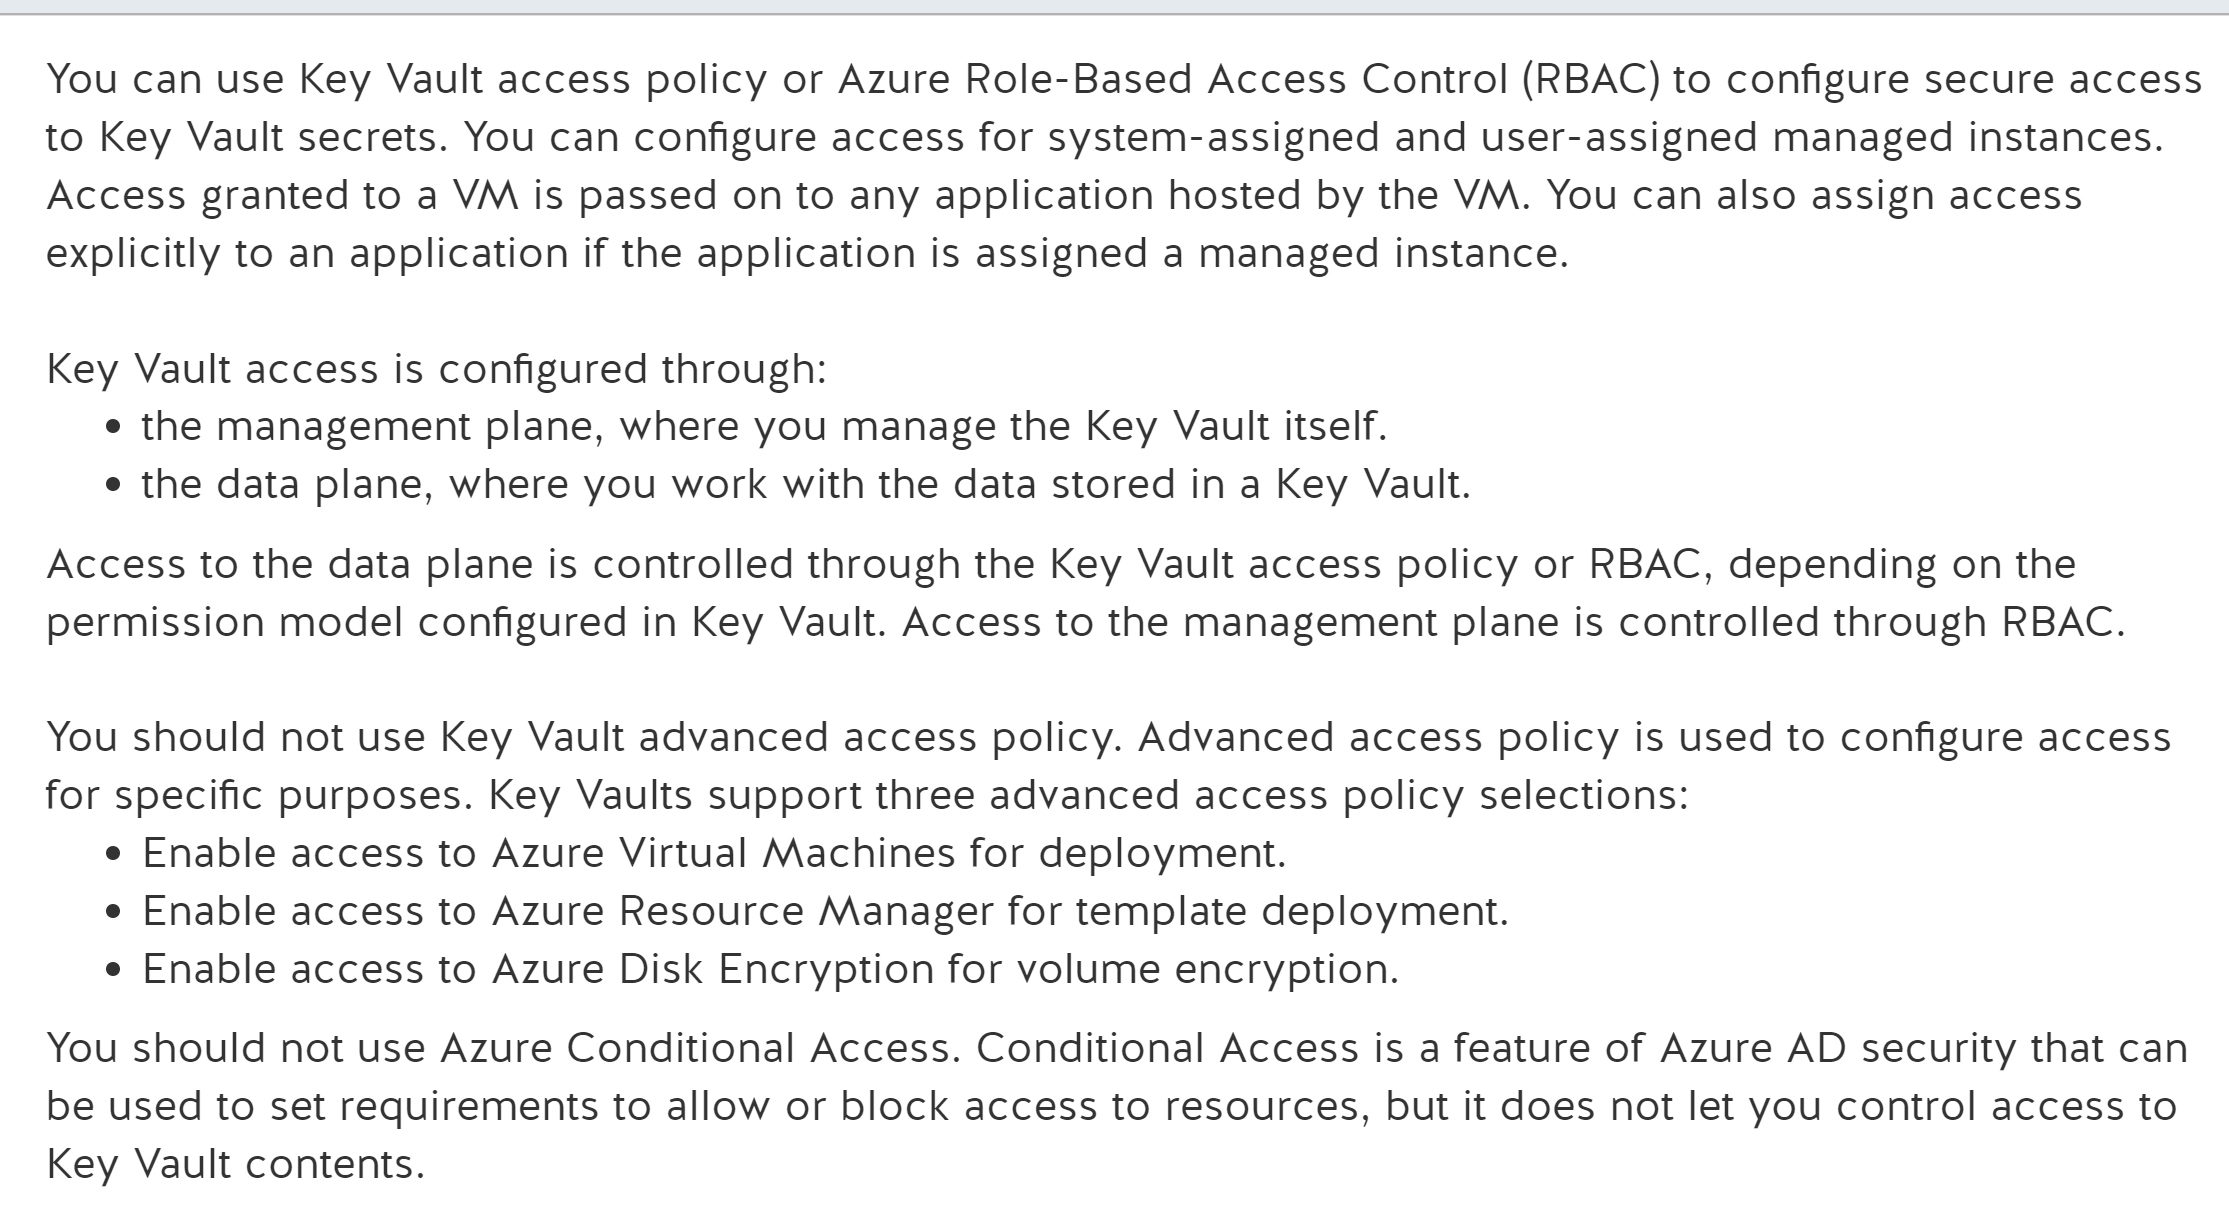 You can use Key Vault access policy or Azure Role-Based Access Control (RBAC) to configure secure access
to Key Vault secrets. You can configure access for system-assigned and user-assigned managed instances.
Access granted to a VM is passed on to any application hosted by the VM. You can also assign access
explicitly to an application if the application is assigned a managed instance.
Key Vault access is configured through:
• the management plane, where you manage the Key Vault itself.
• the data plane, where you work with the data stored in a Key Vault.
Access to the data plane is controlled through the Key Vault access policy or RBAC, depending on the
permission model configured in Key Vault. Access to the management plane is controlled through RBAC.
You should not use Key Vault advanced access policy. Advanced access policy is used to configure access
for specific purposes. Key Vaults support three advanced access policy selections:
• Enable access to Azure Virtual Machines for deployment.
• Enable access to Azure Resource Manager for template deployment.
• Enable access to Azure Disk Encryption for volume encryption.
You should not use Azure Conditional Access. Conditional Access is a feature of Azure AD security that can
be used to set requirements to allow or block access to resources, but it does not let you control access to
Key Vault contents.